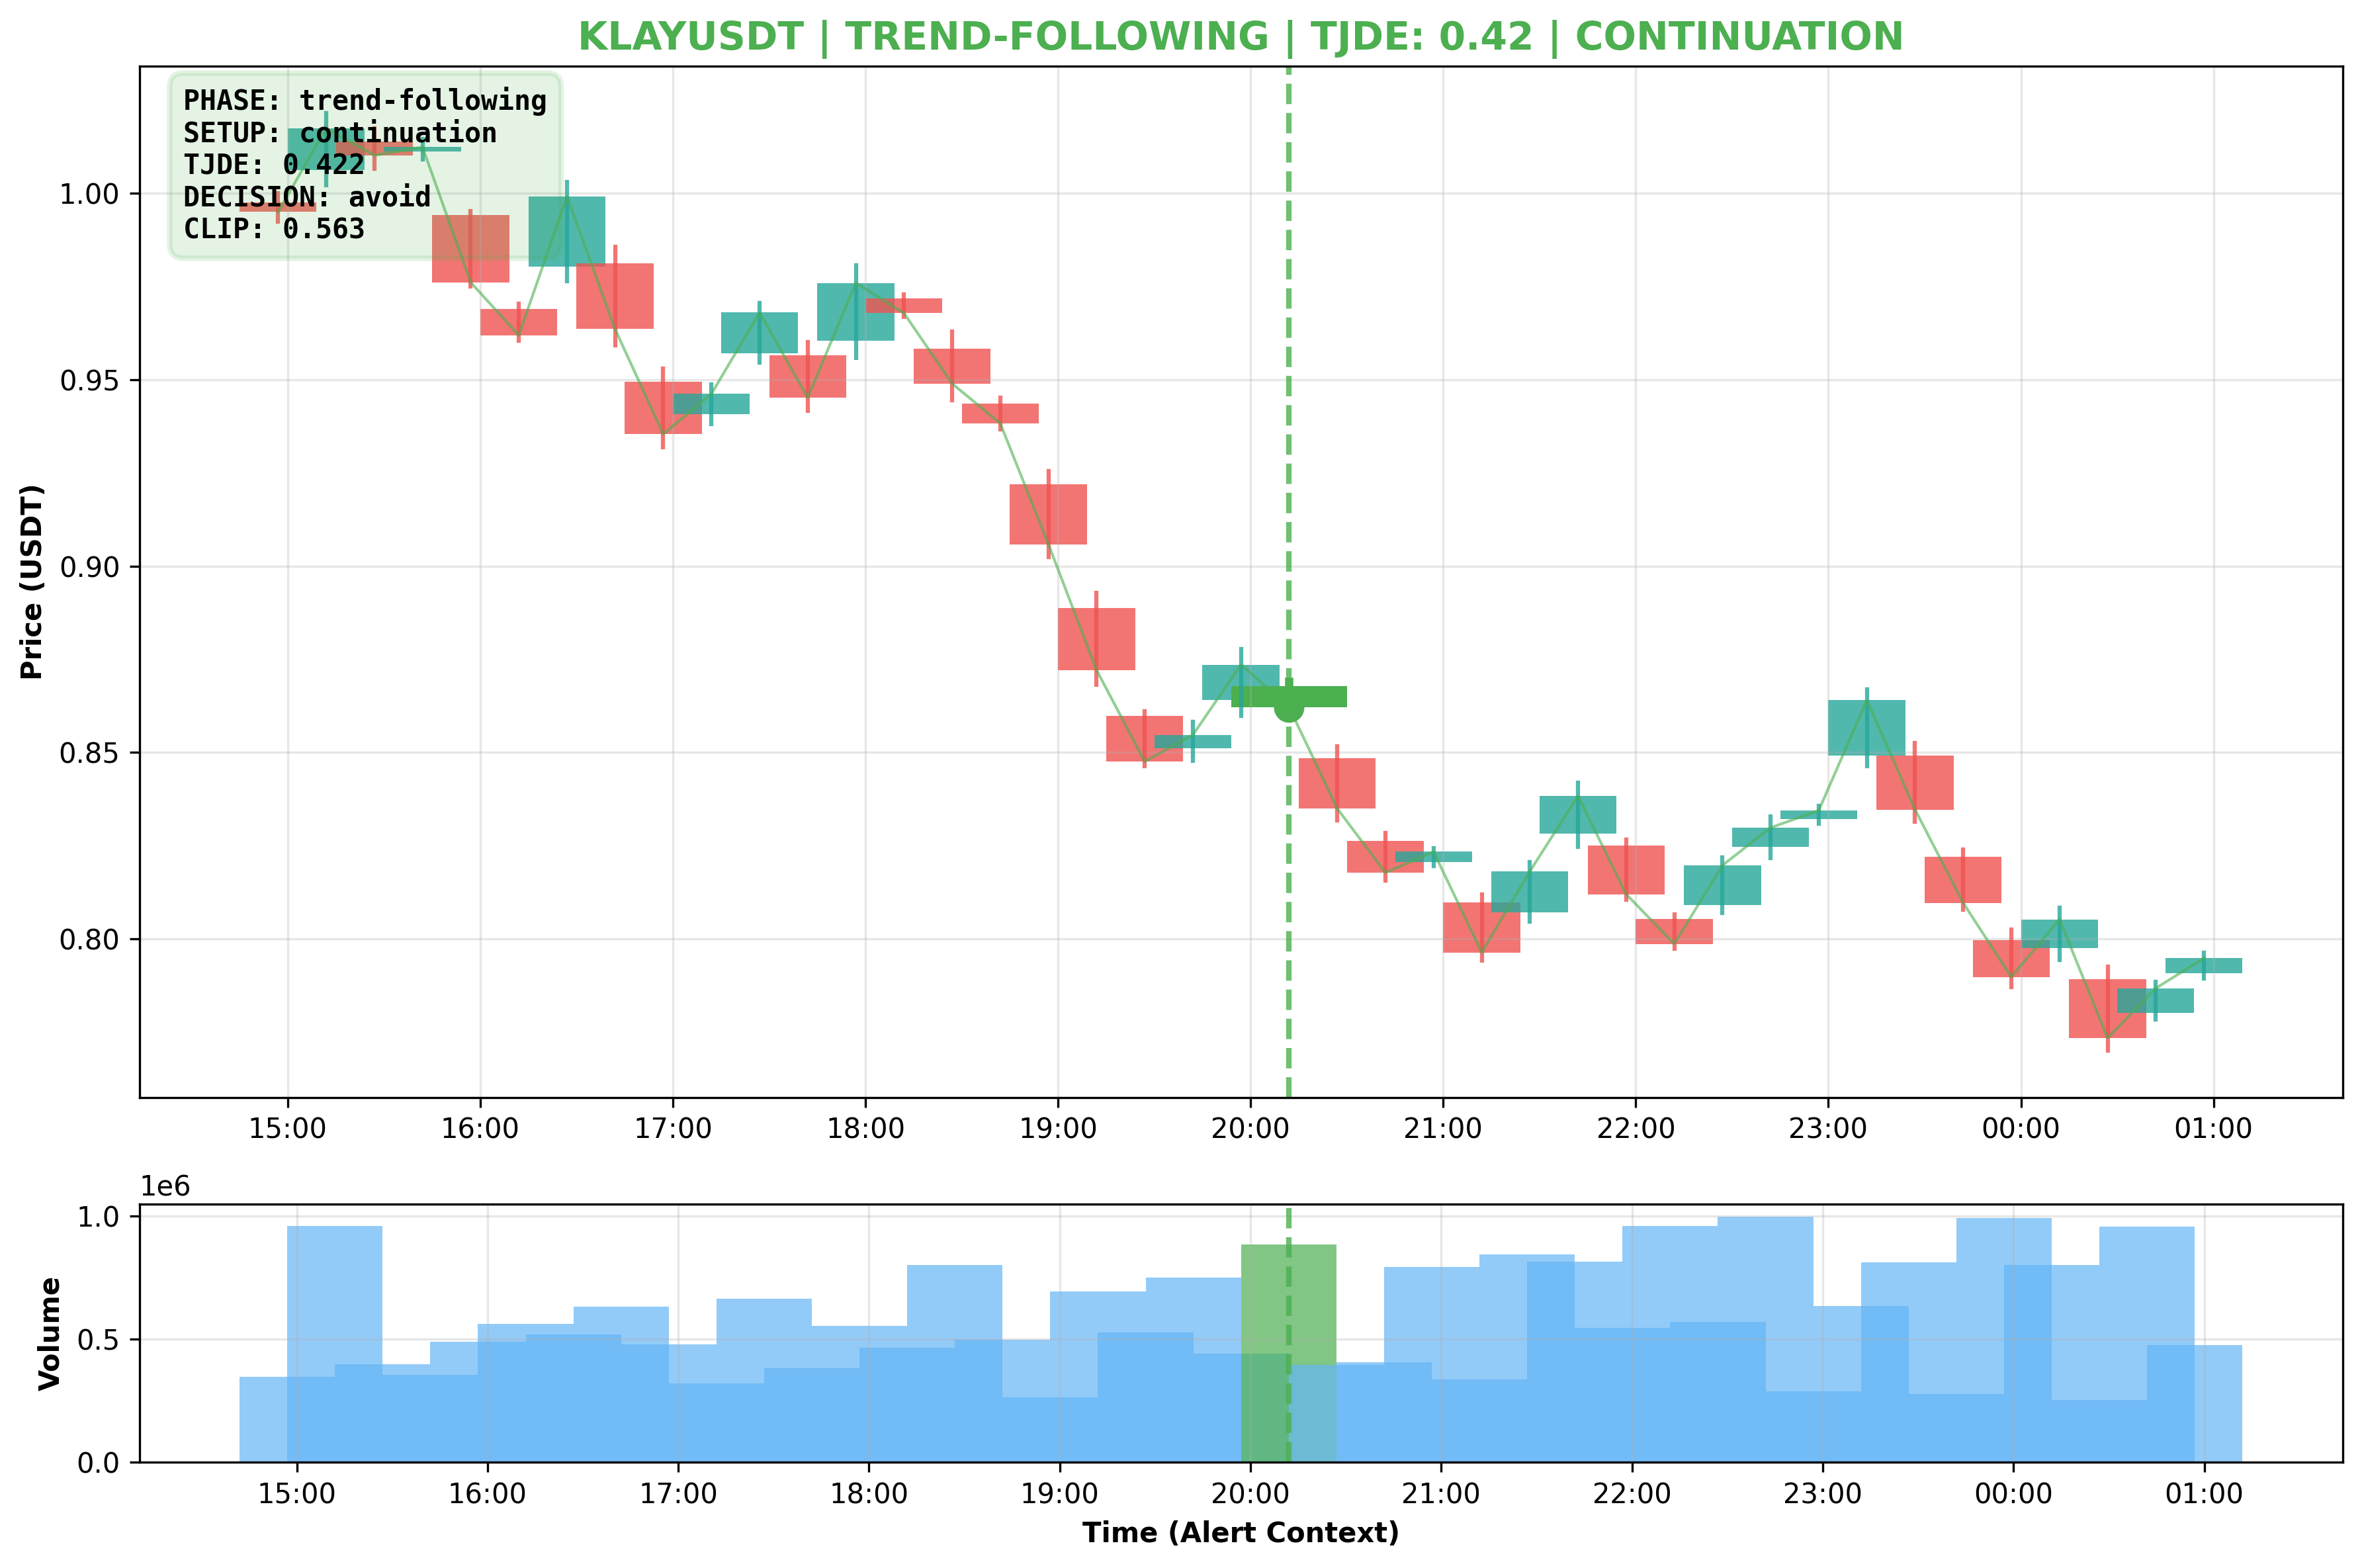 KLAYUSDT | TREND-FOLLOWING | TJDE: 0.42 | CONTINUATION
PHASE: trend-following
SETUP: continuation
TJDE: 0.422
DECISION: avoid
CLIP: 0.563
Price (USDT)
1.00
0.95
0.90
0.85
0.80
15:00 16:00 17:00 18:00 19:00 20:00 21:00 22:00 23:00 00:00 01:00
1e6
Volume
1.0
0.5
0.0
15:00 16:00 17:00 18:00 19:00 20:00 21:00 22:00 23:00 00:00 01:00
Time (Alert Context)